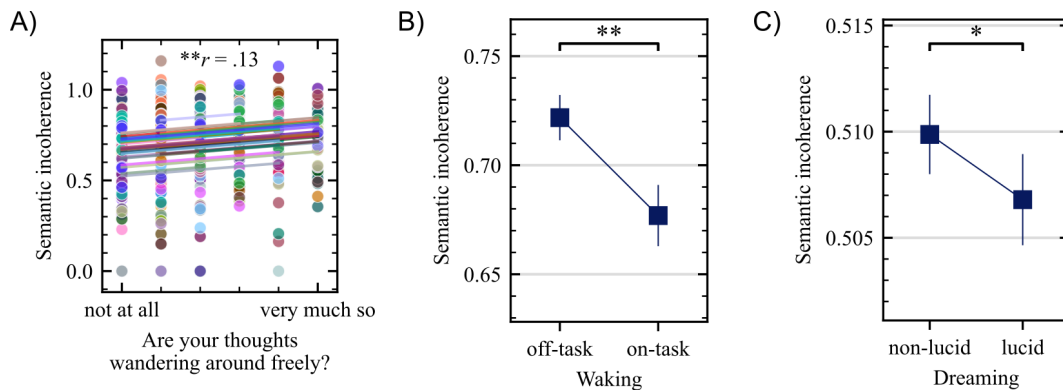 A)
**r = .13
Semantic incoherence
1.0
0.5
0.0
not at all
very much so
Are your thoughts
wandering around freely?
B)
**
Semantic incoherence
0.75
0.70
0.65
off-task
on-task
Waking
C)
*
Semantic incoherence
0.515
0.510
0.505
non-lucid
lucid
Dreaming